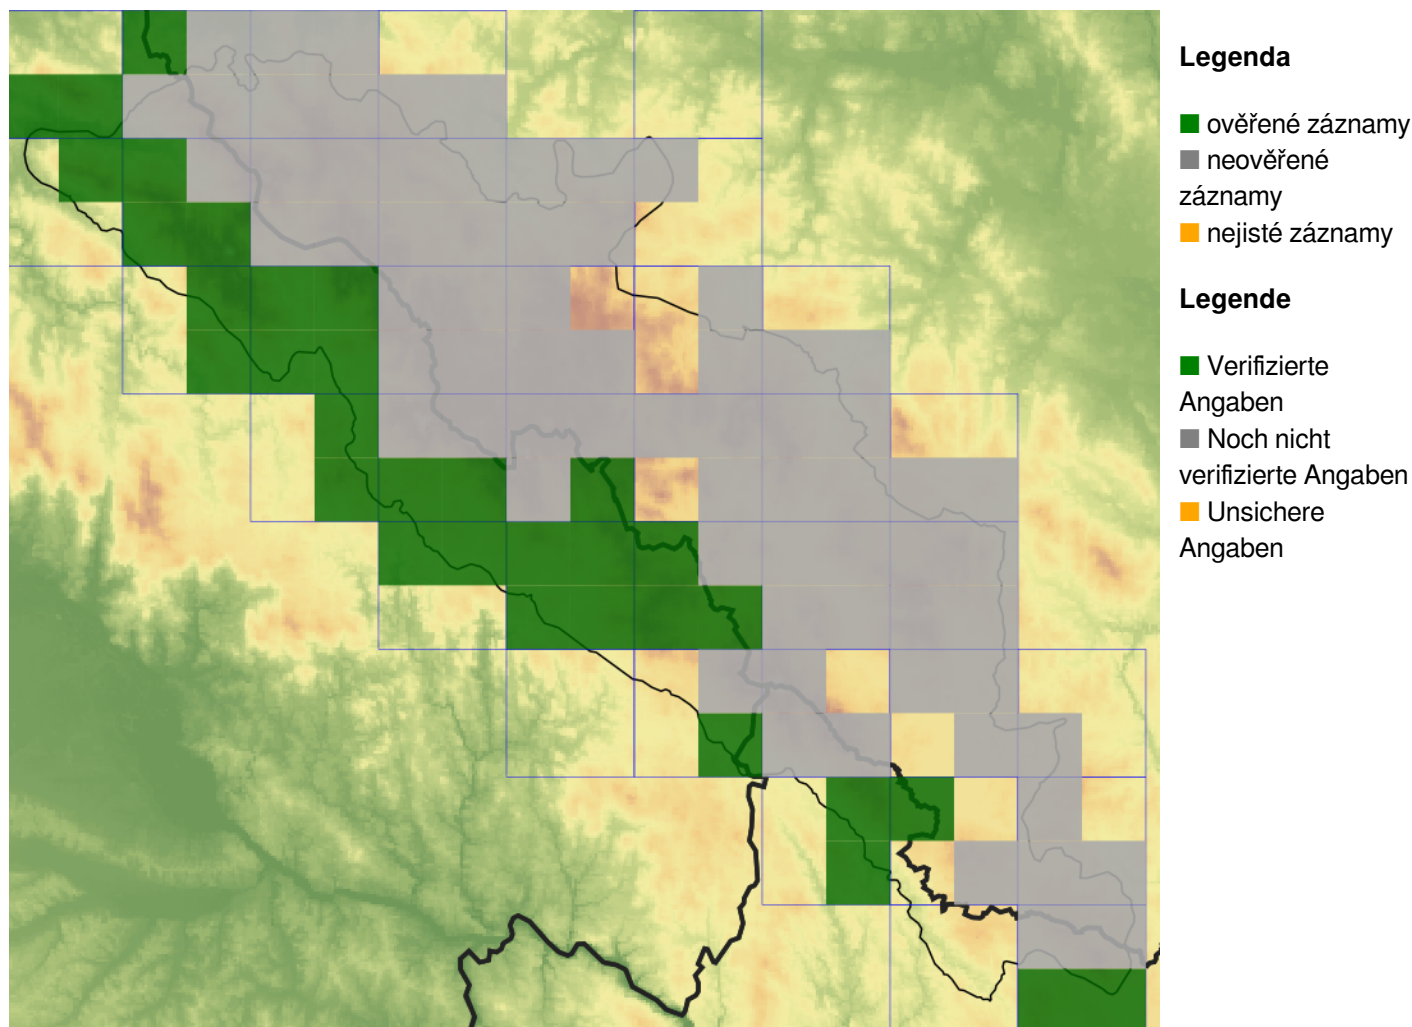 Legenda
ověřené záznamy
neověřené
záznamy
nejisté záznamy
Legende
Verifizierte
Angaben
Noch nicht
verifizierte Angaben
Unsichere
Angaben